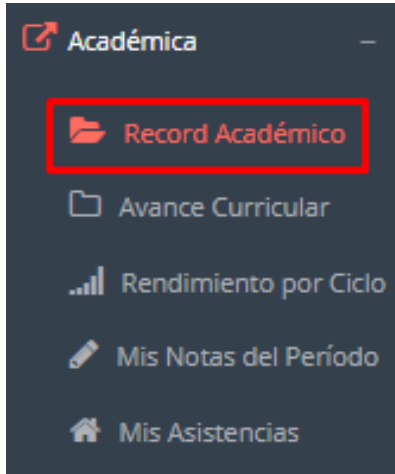 Académica
Record Académico
Avance Curricular
Rendimiento por Ciclo
Mis Notas del Período
Mis Asistencias